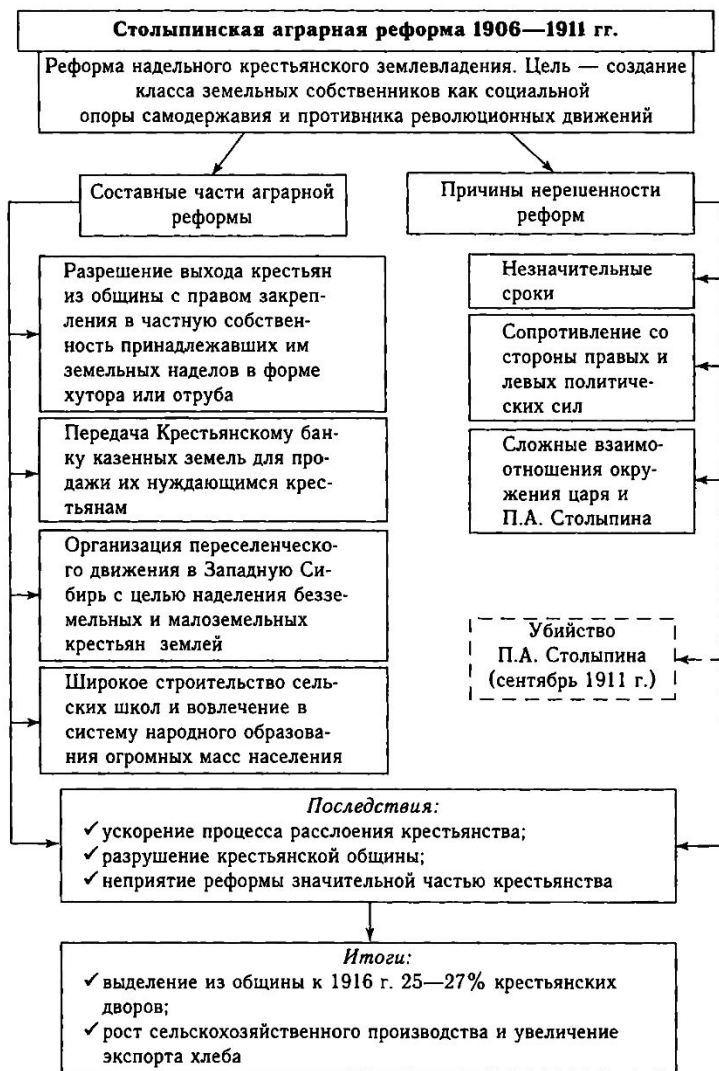 Столыпинская аграрная реформа 1906—1911 гг.
Реформа надельного крестьянского землевладения. Цель — создание
класса земельных собственников как социальной
опоры самодержавия и противника революционных движений
Составные части аграрной
реформы
Разрешение выхода крестьян
из общины с правом закреп-
ления в частную собствен-
ность принадлежавших им
земельных наделов в форме
хутора или отруба
Передача Крестьянскому бан-
ку казенных земель для про-
дажи их нуждающимся крес-
тьянам
Организация переселенческо-
го движения в Западную Си-
бирь с целью наделения беззе-
мельных и малоземельных
крестьян землей
Широкое строительство сель-
ских школ и вовлечение в
систему народного образова-
ния огромных масс населения
Причины нерешенности
реформ
Незначительные
сроки
Сопротивление со
стороны правых и
левых политиче-
ских сил
Сложные взаимо-
отношения окру-
жения царя и
П.А. Столыпина
Убийство
П.А. Столыпина
(сентябрь 1911 г.)
Последствия:
✓ ускорение процесса расслоения крестьянства;
✓ разрушение крестьянской общины;
✓ неприятие реформы значительной частью крестьянства
Итоги:
✓ выделение из общины к 1916 г. 25—27% крестьянских
дворов;
✓ рост сельскохозяйственного производства и увеличение
экспорта хлеба